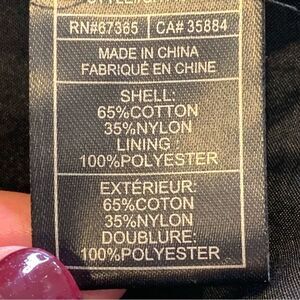 RN#67365 CA# 35884
MADE IN CHINA
FABRIQUÉ EN CHINE
SHELL:
65%COTTON
35%NYLON
LINING :
100%POLYESTER
EXTÉRIEUR:
65%COTON
35%NYLON
DOUBLURE:
100%POLYESTER